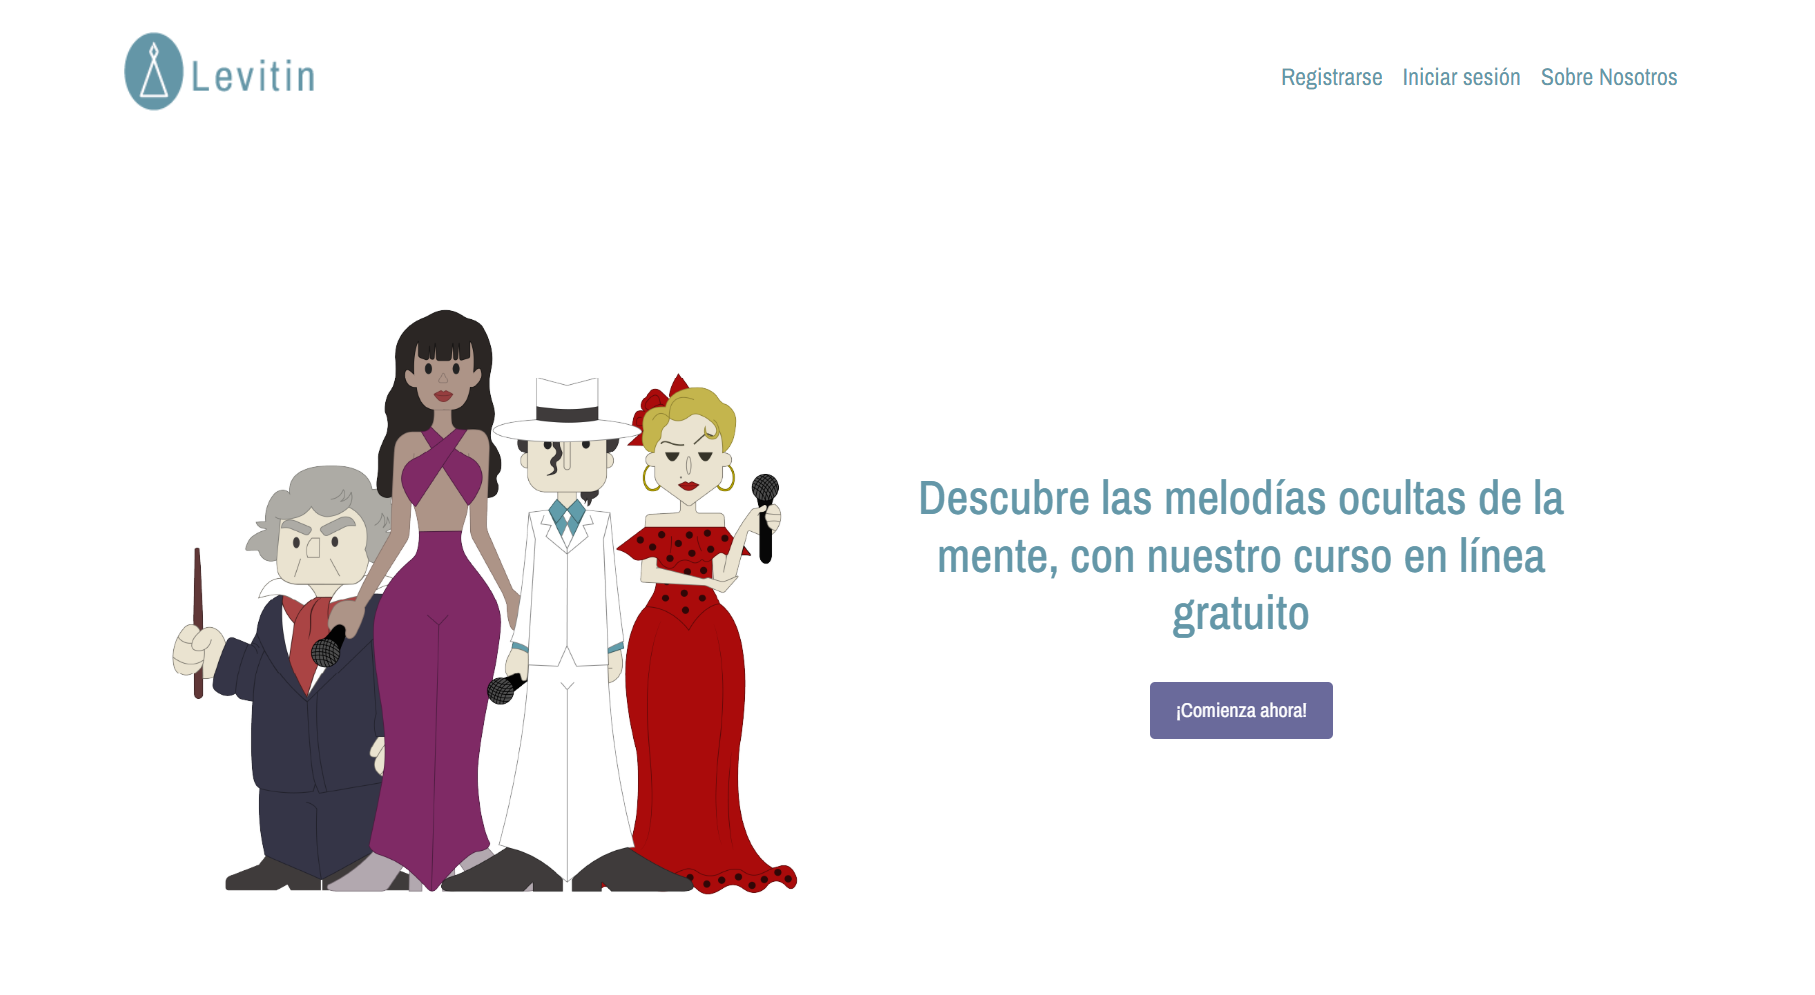 Levitin
Registrarse Iniciar sesión Sobre Nosotros
Descubre las melodías ocultas de la
mente, con nuestro curso en línea
gratuito
¡Comienza ahora!